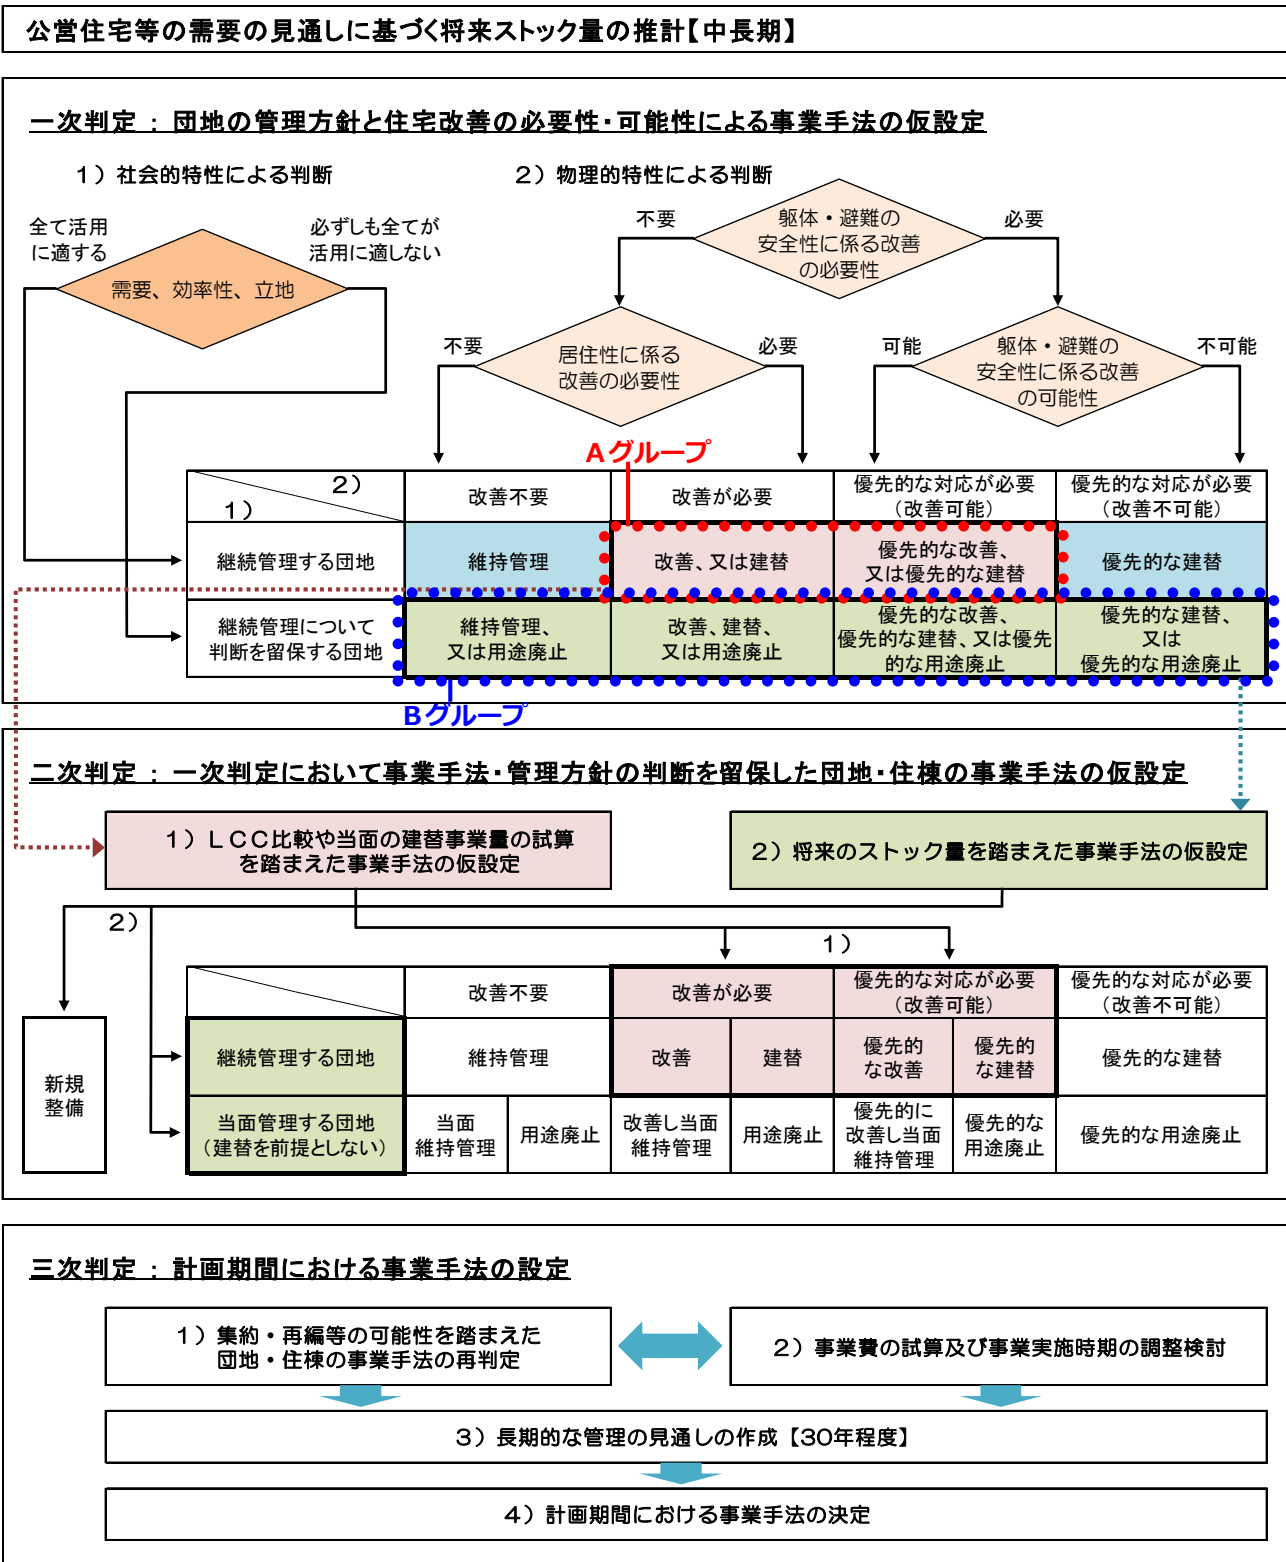 公営住宅等の需要の見通しに基づく将来ストック量の推計【中長期】
一次判定 : 団地の管理方針と住宅改善の必要性・可能性による事業手法の仮設定
1）社会的特性による判断
2）物理的特性による判断
全て活用
に適する
必ずしも全てが
活用に適しない
需要、効率性、立地
不要
躯体・避難の
安全性に係る改善
の必要性
必要
不要
居住性に係る
改善の必要性
必要
可能
躯体・避難の
安全性に係る改善
の可能性
不可能
Aグループ
2）
1）
改善不要
改善が必要
優先的な対応が必要
（改善可能）
優先的な対応が必要
（改善不可能）
継続管理する団地
維持管理
改善、又は建替
優先的な改善、
又は優先的な建替
優先的な建替
継続管理について
判断を留保する団地
維持管理、
又は用途廃止
改善、建替、
又は用途廃止
優先的な改善、
優先的な建替、又は優先
的な用途廃止
優先的な建替、
又は
優先的な用途廃止
Bグループ
二次判定 : 一次判定において事業手法・管理方針の判断を留保した団地・住棟の事業手法の仮設定
1）LCC比較や当面の建替事業量の試算
を踏まえた事業手法の仮設定
2）将来のストック量を踏まえた事業手法の仮設定
2）
1）
改善不要
改善が必要
優先的な対応が必要
（改善可能）
優先的な対応が必要
（改善不可能）
新規
整備
継続管理する団地
維持管理
改善
建替
優先的
な改善
優先的
な建替
優先的な建替
当面管理する団地
（建替を前提としない）
当面
維持管理
用途廃止
改善し当面
維持管理
用途廃止
優先的に
改善し当面
維持管理
優先的な
用途廃止
優先的な用途廃止
三次判定 : 計画期間における事業手法の設定
1）集約・再編等の可能性を踏まえた
団地・住棟の事業手法の再判定
2）事業費の試算及び事業実施時期の調整検討
3）長期的な管理の見通しの作成【30年程度】
4）計画期間における事業手法の決定